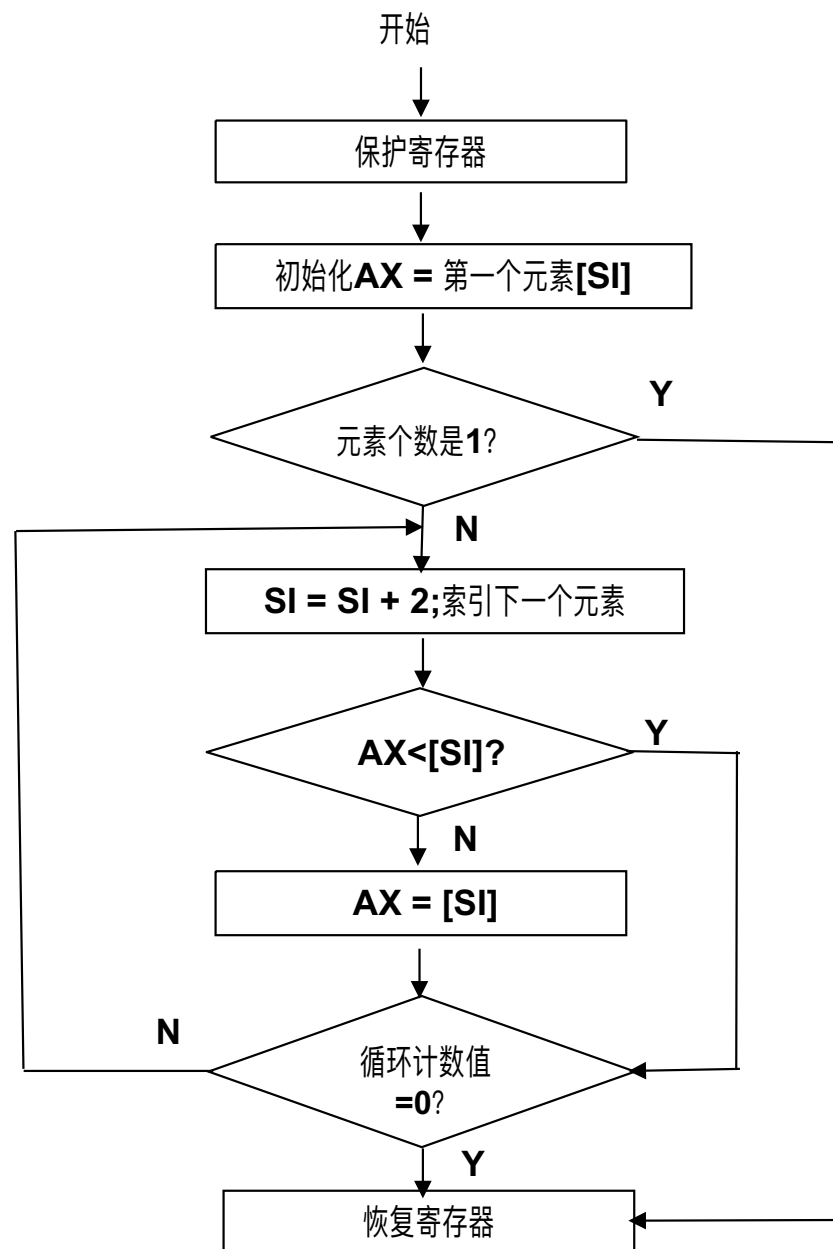 开始
保护寄存器
初始化AX = 第一个元素[SI]
Y
元素个数是1?
N
SI = SI + 2;索引下一个元素
Y
AX<[SI]?
N
AX = [SI]
N
循环计数值
=0?
Y
恢复寄存器